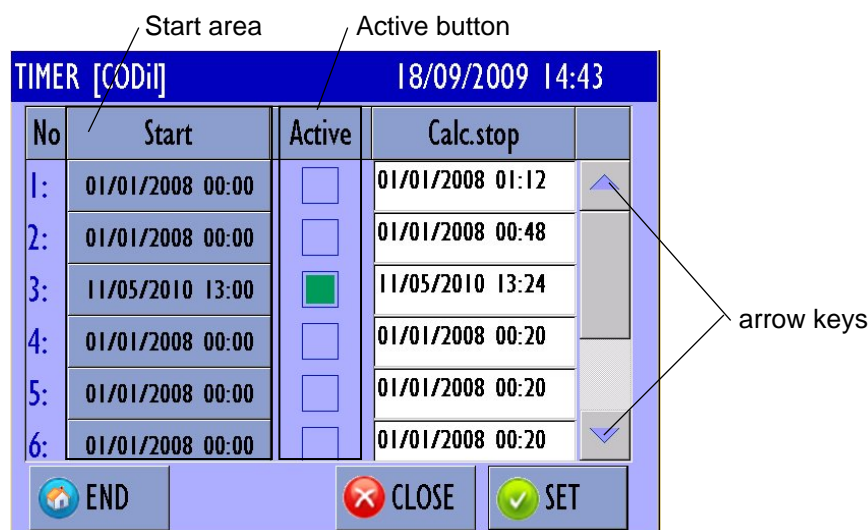 Start area
Active button
TIMER [CODil] 18/09/2009 14:43
No Start Active Calc.stop
1: 01/01/2008 00:00 01/01/2008 01:12
2: 01/01/2008 00:00 01/01/2008 00:48
3: 11/05/2010 13:00 11/05/2010 13:24
4: 01/01/2008 00:00 01/01/2008 00:20
5: 01/01/2008 00:00 01/01/2008 00:20
6: 01/01/2008 00:00 01/01/2008 00:20
arrow keys
END CLOSE SET